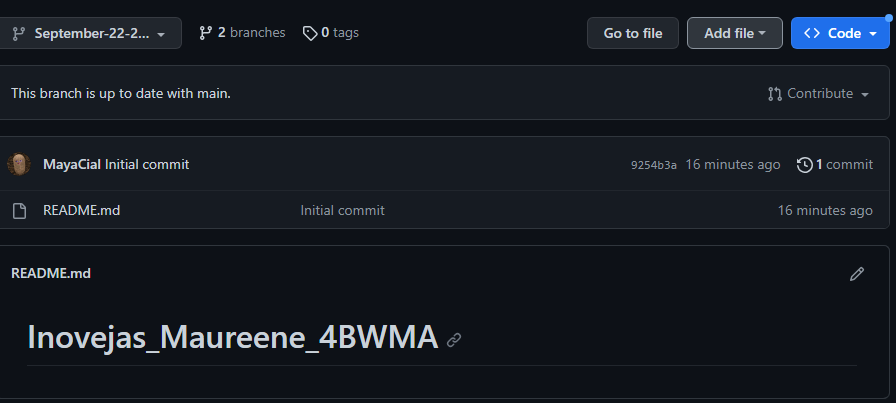 September-22-2... 2 branches 0 tags Go to file Add file <> Code
This branch is up to date with main. Contribute
MayaCial Initial commit 9254b3a 16 minutes ago 1 commit
README.md Initial commit 16 minutes ago
README.md
Inovejas_Maureene_4BWMA